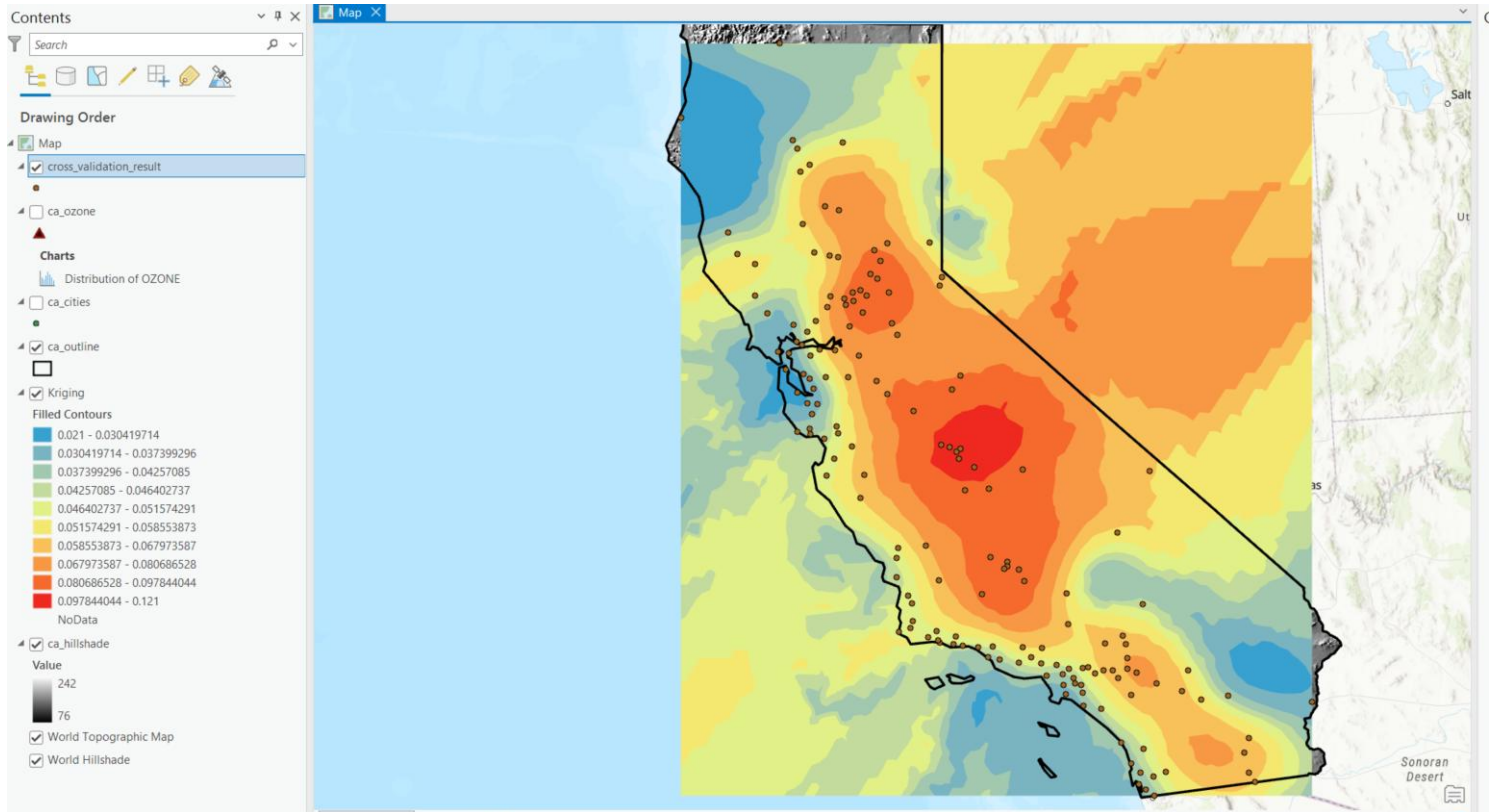 Contents
Search
Drawing Order
Map
cross_validation_result
ca_ozone
Charts
Distribution of OZONE
ca_cities
ca_outline
Kriging
Filled Contours
0.021 - 0.030419714
0.030419714 - 0.037399296
0.037399296 - 0.04257085
0.04257085 - 0.046402737
0.046402737 - 0.051574291
0.051574291 - 0.058553873
0.058553873 - 0.067973587
0.067973587 - 0.080686528
0.080686528 - 0.097844044
0.097844044 - 0.121
NoData
ca_hillshade
Value
242
76
World Topographic Map
World Hillshade
Map
Salt
Ut
as
Sonoran
Desert